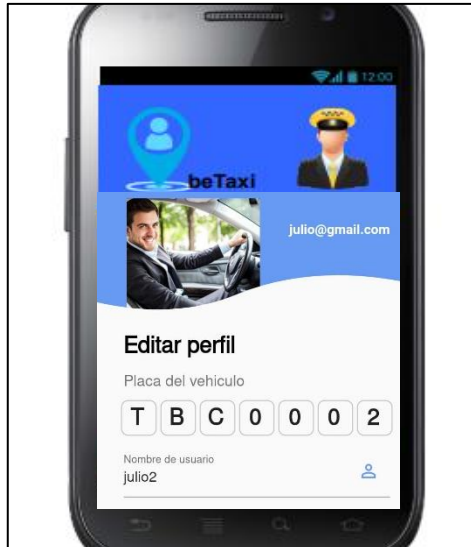 12:00
beTaxi
julio@gmail.com
Editar perfil
Placa del vehiculo
T B C 0 0 0 2
Nombre de usuario
julio2